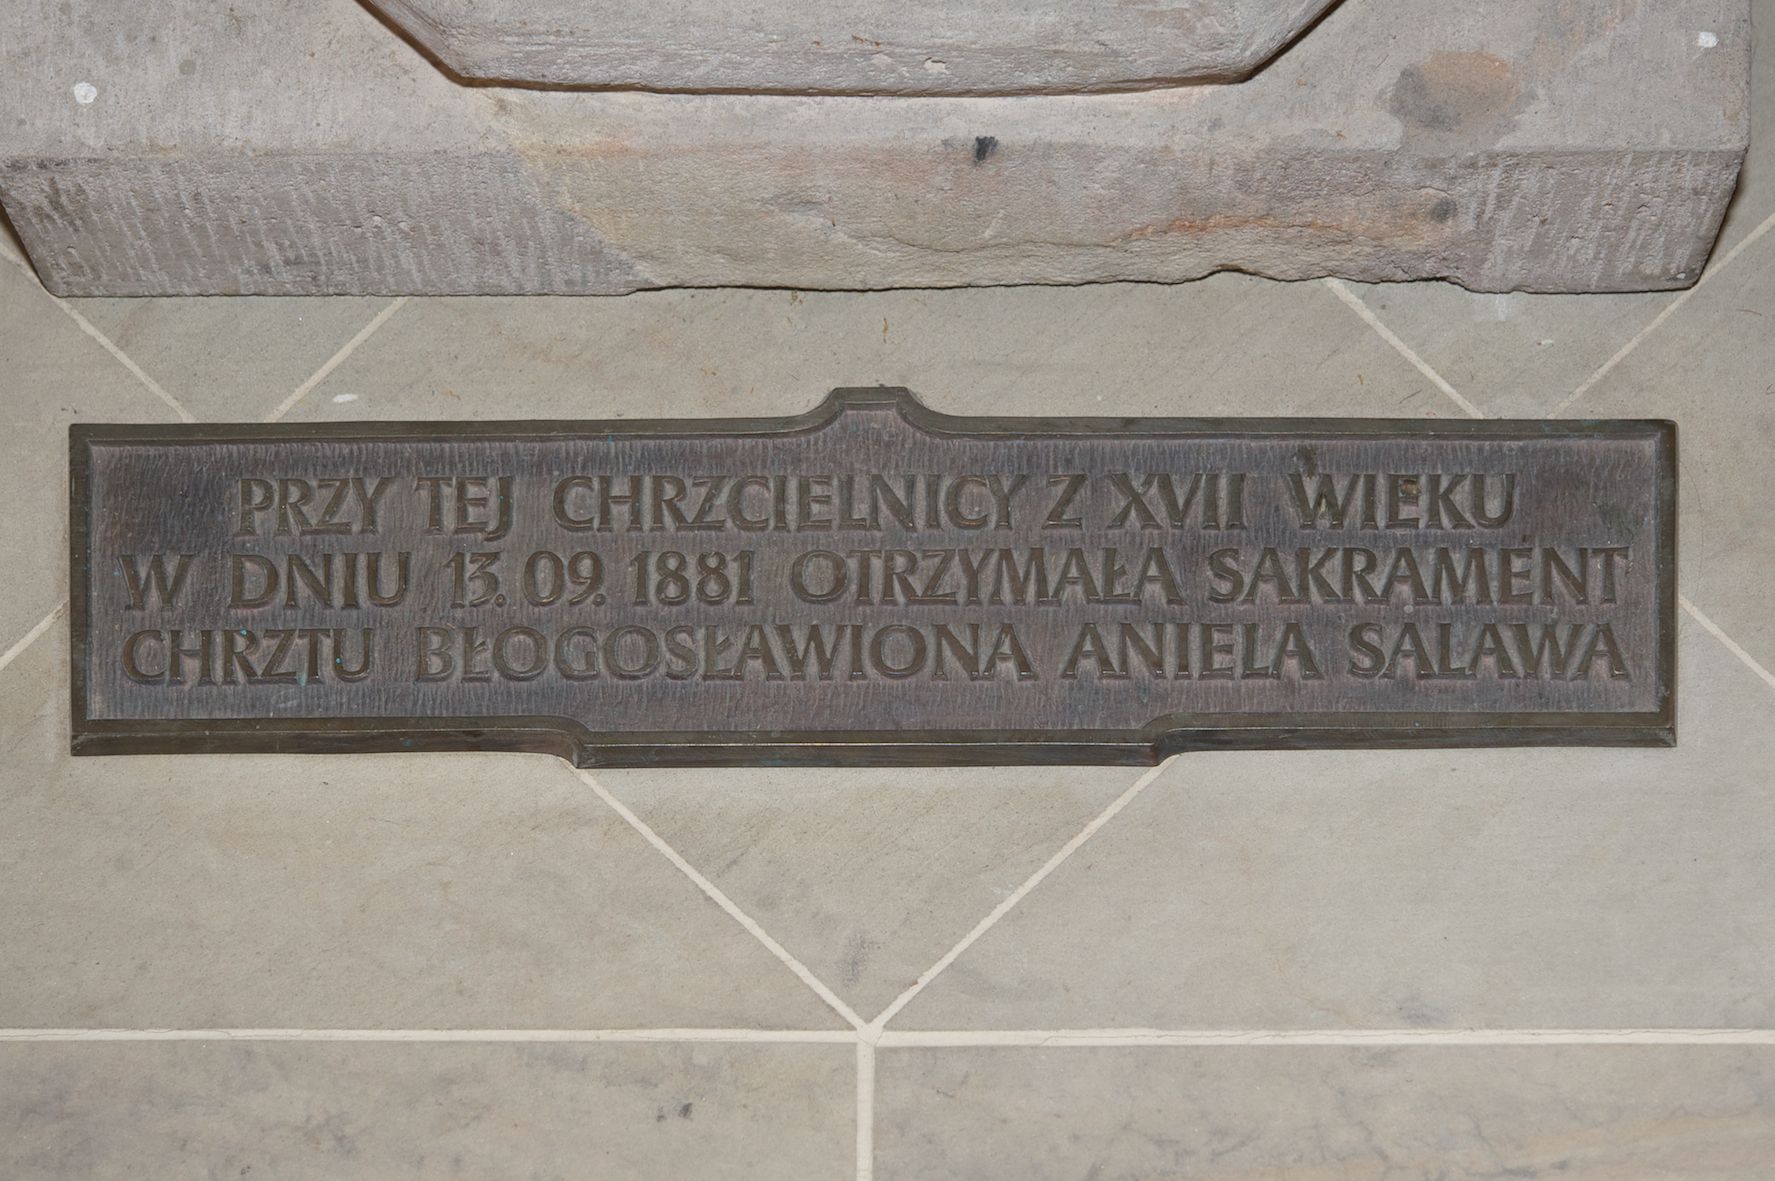 PRZY TEJ CHRZCIELNICY Z XVII WIEKU
W DNIU 13.09.1881 OTRZYMAŁA SAKRAMENT
CHRZTU BŁOGOSŁAWIONA ANIELA SALAWA